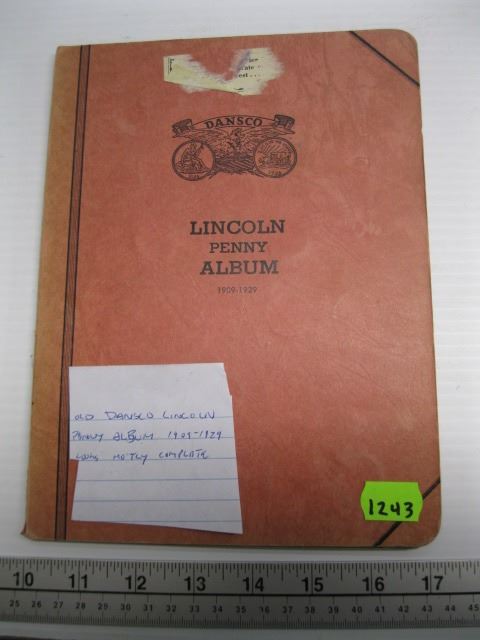 DANSCO
LINCOLN
PENNY
ALBUM
1909-1929
OLD DANSCO LINCOLN
PENNY ALBUM 1909-1929
LOOKS MOSTLY COMPLETE
1243
10 11 12 13 14 15 16 17
25 26 27 28 29 30 31 32 33 34 35 36 37 38 39 40 41 42 43 44 45